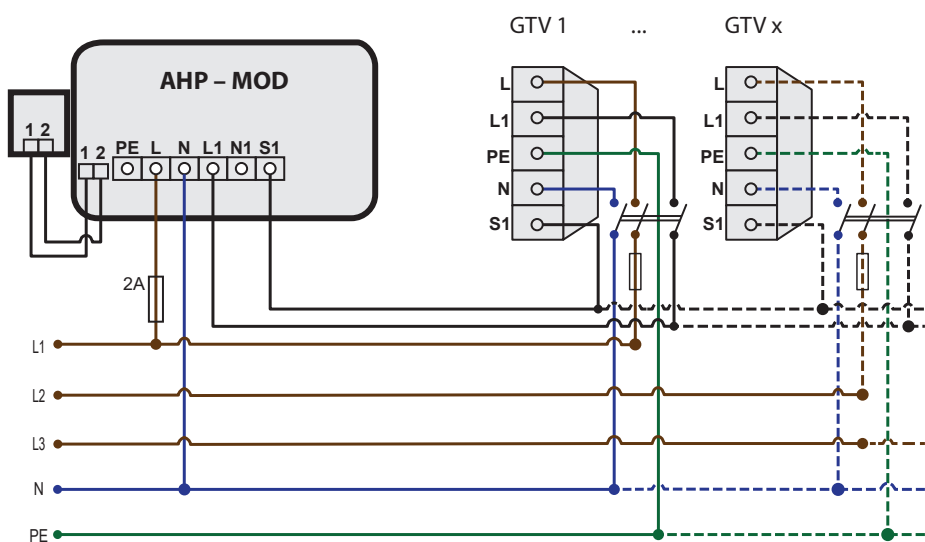 GTV 1 ... GTV x
AHP – MOD
1 2
1 2 PE L N L1 N1 S1
L
L1
PE
N
S1
L
L1
PE
N
S1
2A
L1
L2
L3
N
PE